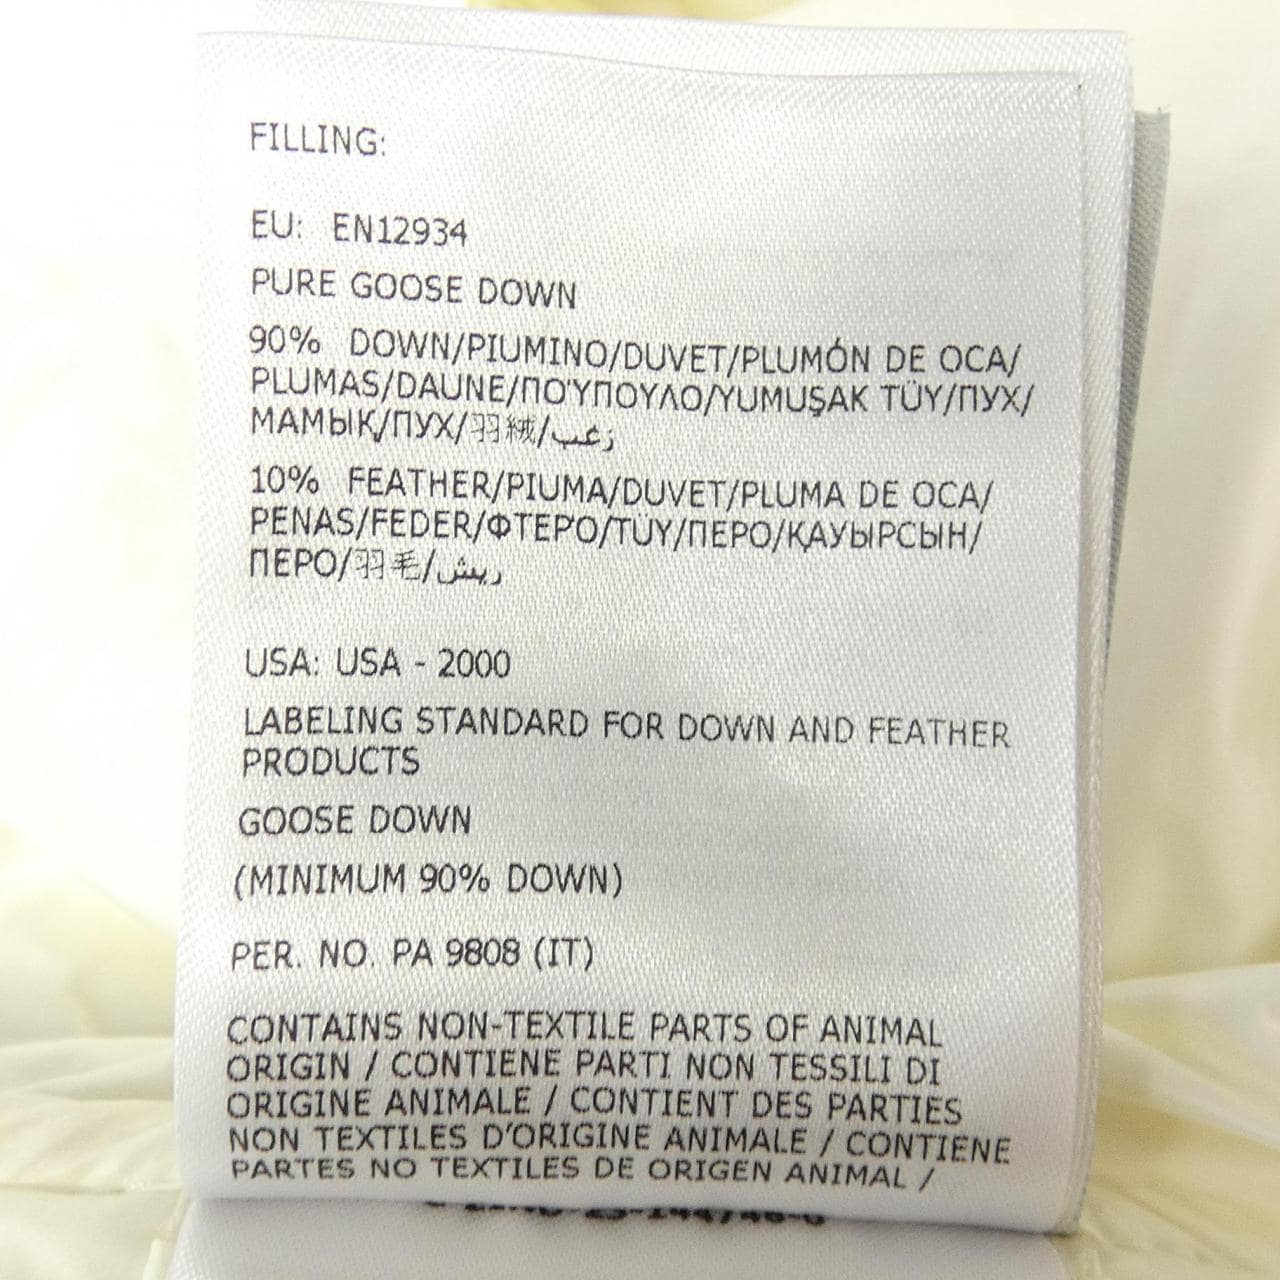 FILLING:
EU: EN12934
PURE GOOSE DOWN
90% DOWN/PIUMINO/DUVET/PLUMÓN DE OCA/
PLUMAS/DAUNE/ΠΟΎΠΟΥΛΟ/YUMUŞAK TÜY/ПУХ/
МАМЫҚ/ПУХ/羽絨/زغب
10% FEATHER/PIUMA/DUVET/PLUMA DE OCA/
PENAS/FEDER/ΦΤΕΡΌ/TÜY/ПЕРО/ҚАУЫРСЫН/
ПЕРО/羽毛/ريش
USA: USA - 2000
LABELING STANDARD FOR DOWN AND FEATHER
PRODUCTS
GOOSE DOWN
(MINIMUM 90% DOWN)
PER. NO. PA 9808 (IT)
CONTAINS NON-TEXTILE PARTS OF ANIMAL
ORIGIN / CONTIENE PARTI NON TESSILI DI
ORIGINE ANIMALE / CONTIENT DES PARTIES
NON TEXTILES D'ORIGINE ANIMALE / CONTIENE
PARTES NO TEXTILES DE ORIGEN ANIMAL /